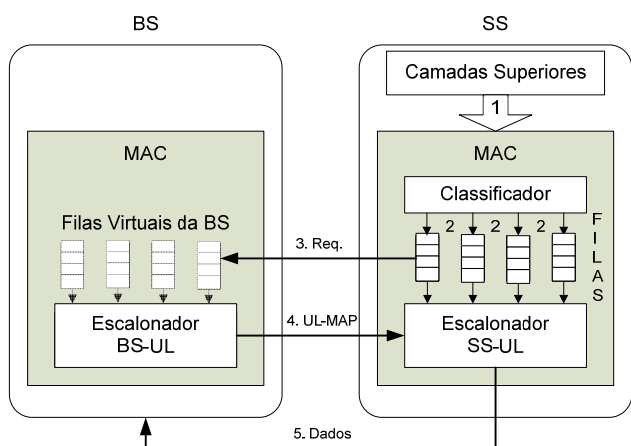 BS
SS
Camadas Superiores
1
MAC
MAC
Classificador
Filas Virtuais da BS
2 2 2
FILAS
3. Req.
Escalonador
BS-UL
4. UL-MAP
Escalonador
SS-UL
5. Dados